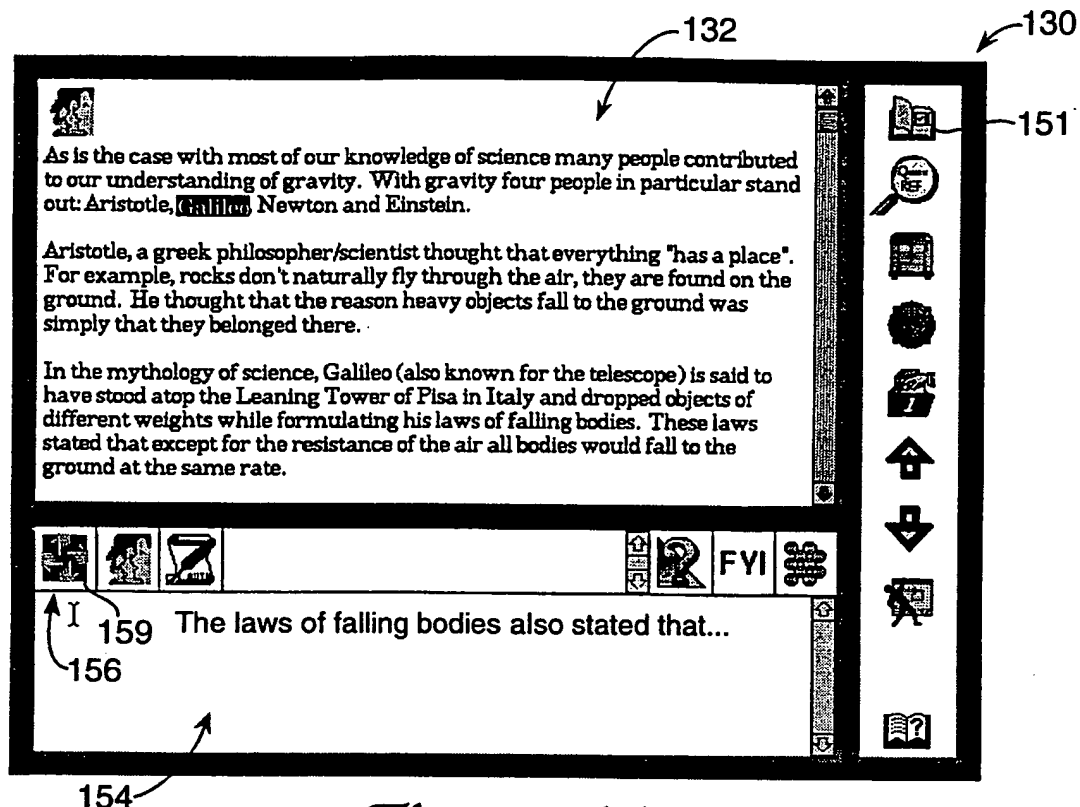 132
130
151
REF
As is the case with most of our knowledge of science many people contributed
to our understanding of gravity. With gravity four people in particular stand
out: Aristotle, Galileo, Newton and Einstein.
Aristotle, a greek philosopher/scientist thought that everything "has a place".
For example, rocks don't naturally fly through the air, they are found on the
ground. He thought that the reason heavy objects fall to the ground was
simply that they belonged there.
In the mythology of science, Galileo (also known for the telescope) is said to
have stood atop the Leaning Tower of Pisa in Italy and dropped objects of
different weights while formulating his laws of falling bodies. These laws
stated that except for the resistance of the air all bodies would fall to the
ground at the same rate.
1
FYI
159 The laws of falling bodies also stated that...
156
?
154